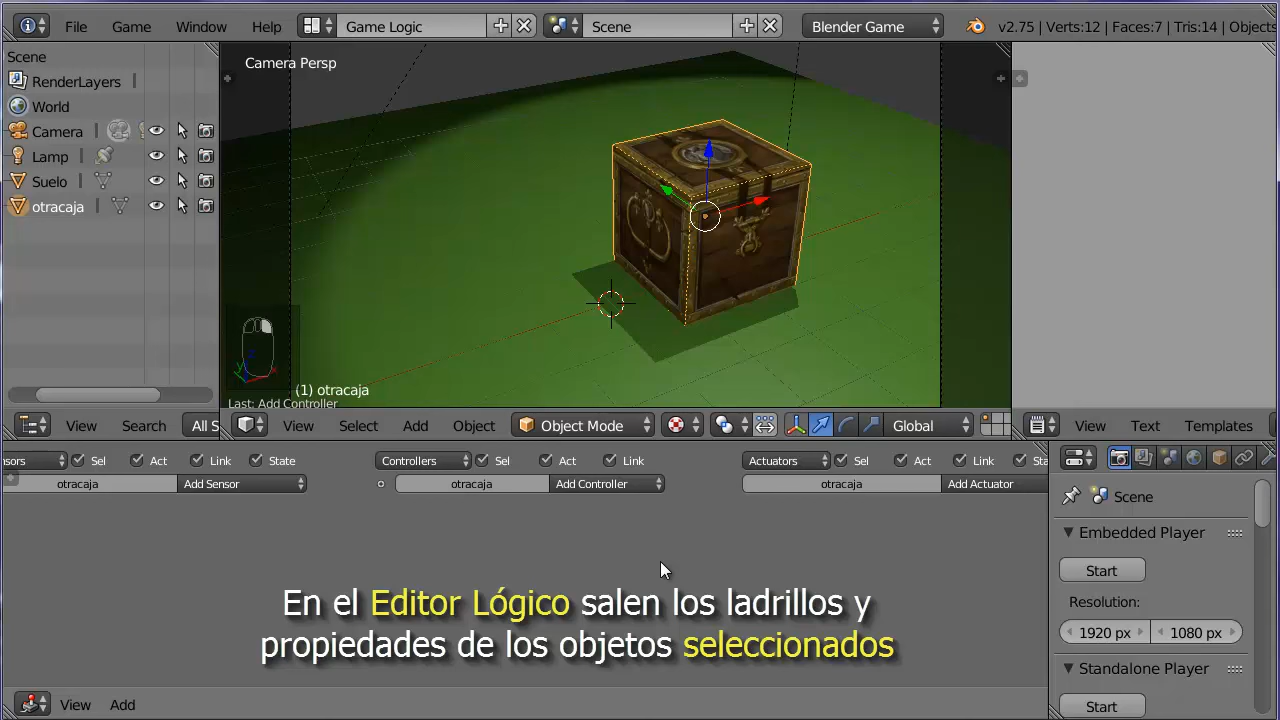 File Game Window Help Game Logic Scene Blender Game v2.75 | Verts:12 | Faces:7 | Tris:14 | Objects
Scene
RenderLayers
World
Camera
Lamp
Suelo
otracaja
Camera Persp
(1) otracaja
Last: Add Controller
View Search All S View Select Add Object Object Mode Global View Text Templates
nsors Sel Act Link State Controllers Sel Act Link Actuators Sel Act Link Sta
otracaja Add Sensor otracaja Add Controller otracaja Add Actuator
Scene
Embedded Player
Start
Resolution:
1920 px 1080 px
Standalone Player
Start
En el Editor Lógico salen los ladrillos y
propiedades de los objetos seleccionados
View Add